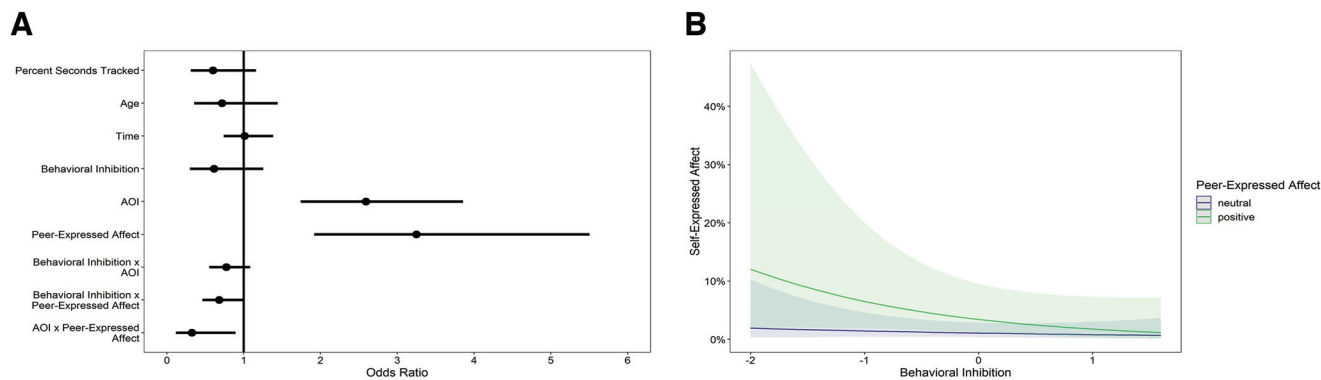 A
Percent Seconds Tracked
Age
Time
Behavioral Inhibition
AOI
Peer-Expressed Affect
Behavioral Inhibition x
AOI
Behavioral Inhibition x
Peer-Expressed Affect
AOI x Peer-Expressed
Affect
0 1 2 3 4 5 6
Odds Ratio
B
Self-Expressed Affect
40%
30%
20%
10%
0%
-2 -1 0 1
Behavioral Inhibition
Peer-Expressed Affect
neutral
positive